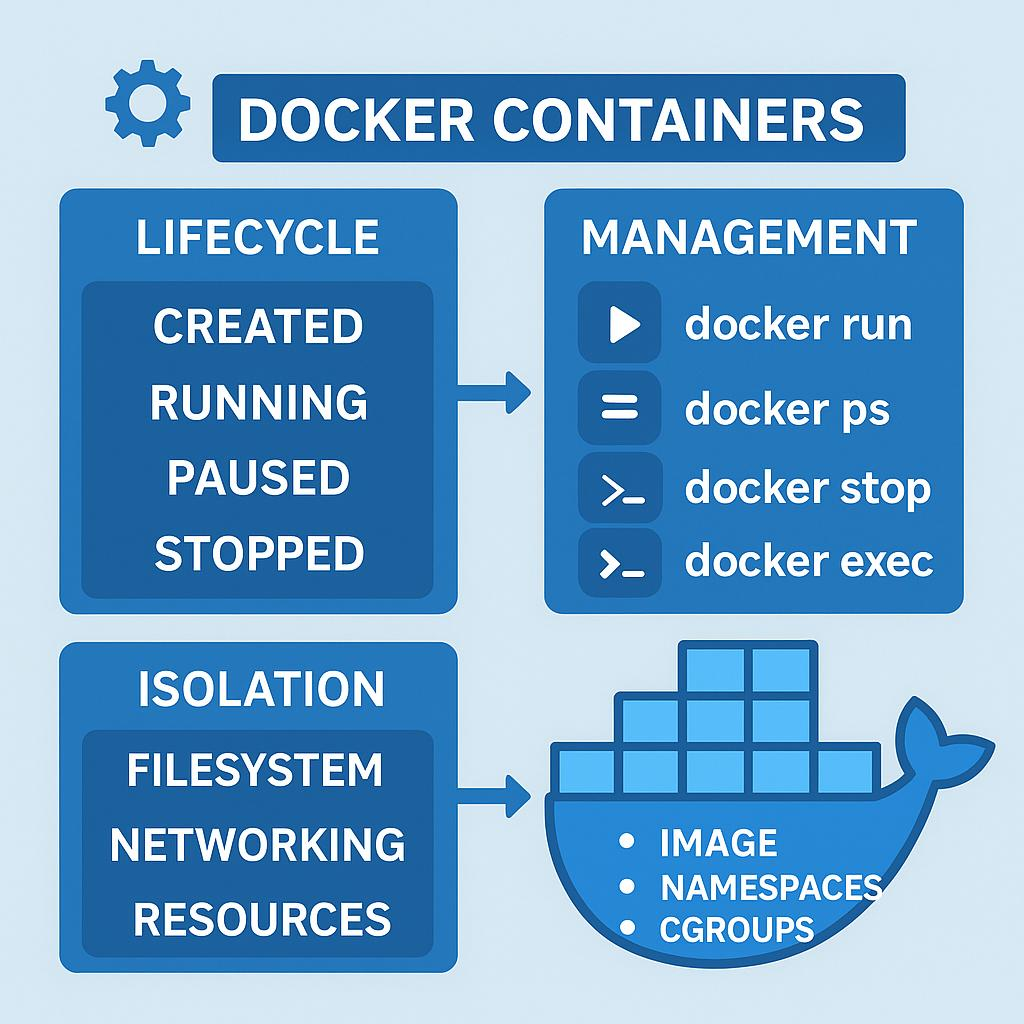 DOCKER CONTAINERS
LIFECYCLE
CREATED
RUNNING
PAUSED
STOPPED
MANAGEMENT
docker run
docker ps
docker stop
docker exec
ISOLATION
FILESYSTEM
NETWORKING
RESOURCES
• IMAGE
• NAMESPACES
• CGROUPS